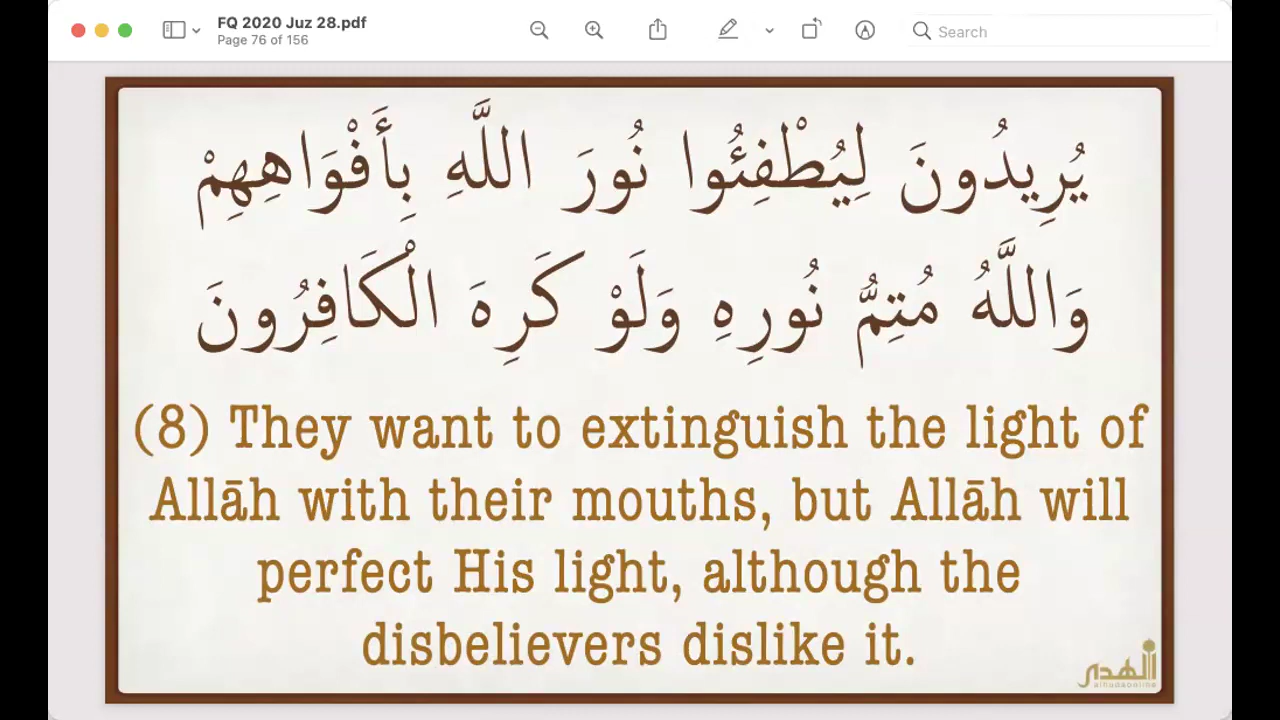 FQ 2020 Juz 28.pdf
Page 76 of 156
Search
يُرِيدُونَ لِيُطْفِئُوا نُورَ اللَّهِ بِأَفْوَاهِهِمْ
وَاللَّهُ مُتِمُّ نُورِهِ وَلَوْ كَرِهَ الْكَافِرُونَ
(8) They want to extinguish the light of
Allāh with their mouths, but Allāh will
perfect His light, although the
disbelievers dislike it.
الهدى
alhudaonline